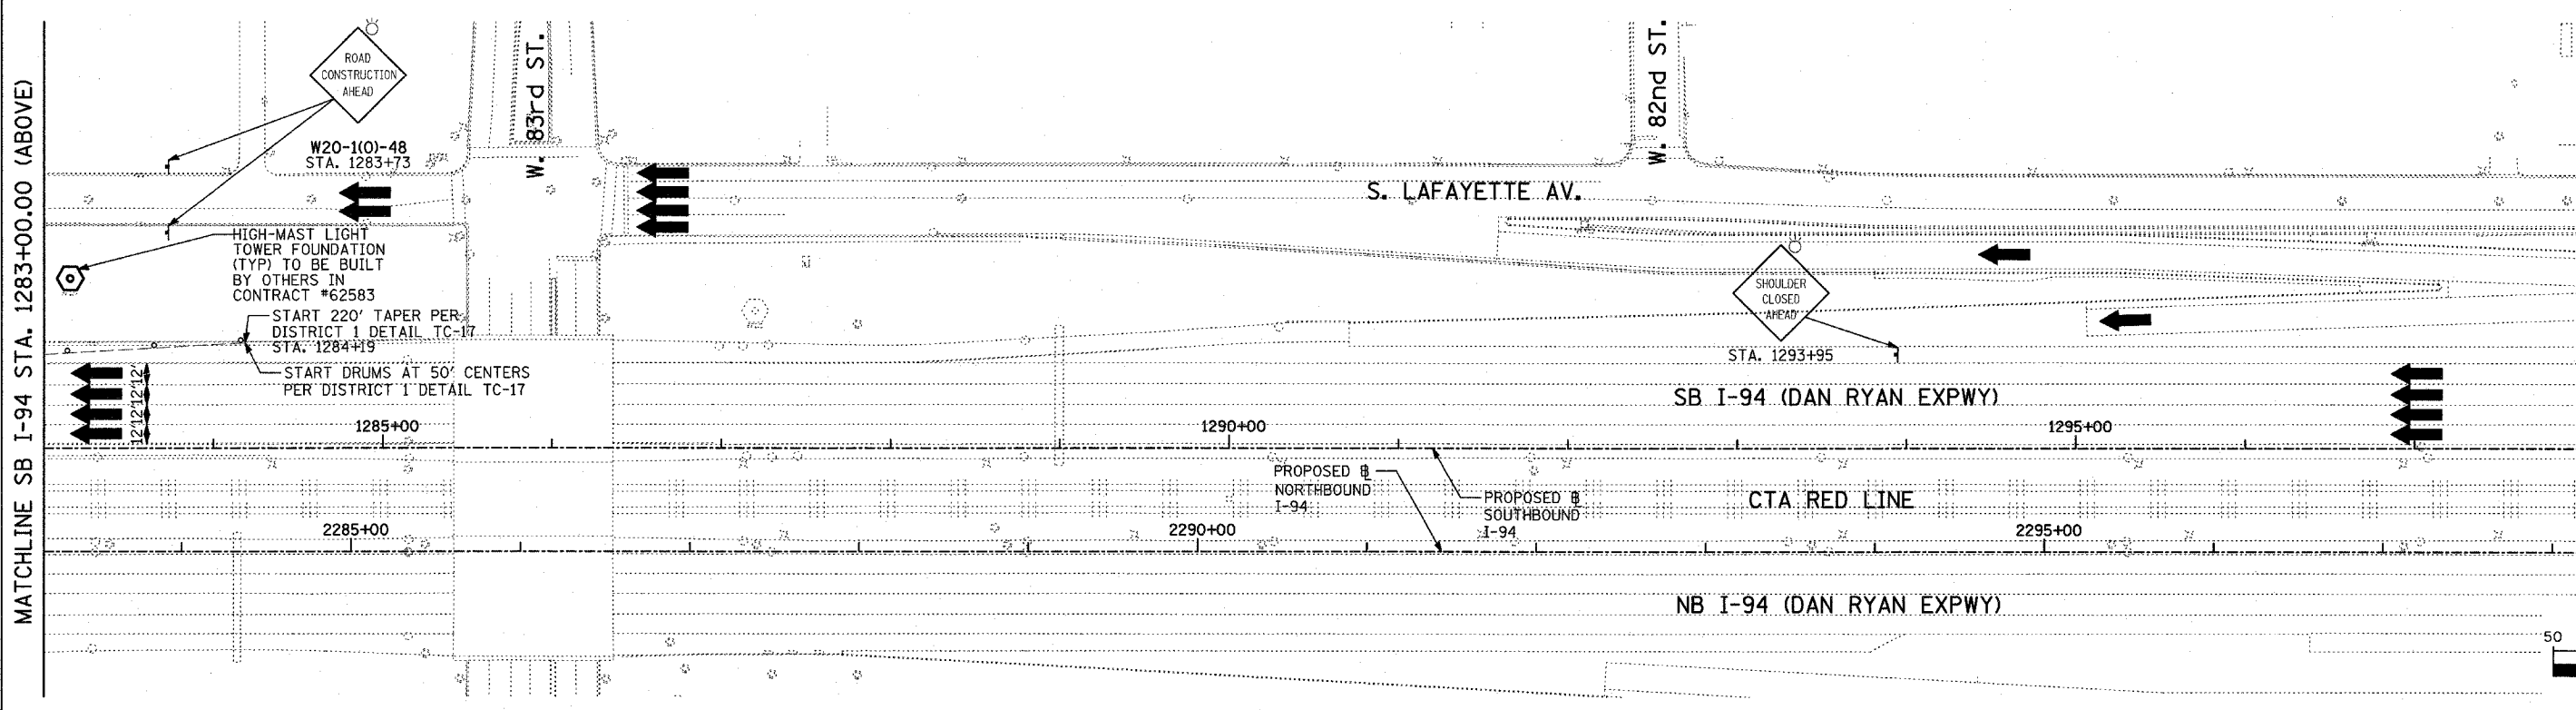 MATCHLINE SB I-94 STA. 1283+00.00 (ABOVE)
ROAD
CONSTRUCTION
AHEAD
W20-1(O)-48
STA. 1283+73
W. 83rd ST.
W. 82nd ST.
S. LAFAYETTE AV.
HIGH-MAST LIGHT
TOWER FOUNDATION
(TYP) TO BE BUILT
BY OTHERS IN
CONTRACT #62583
START 220' TAPER PER
DISTRICT 1 DETAIL TC-17
STA. 1284+19
START DRUMS AT 50' CENTERS
PER DISTRICT 1 DETAIL TC-17
12'
12'
12'
12'
SHOULDER
CLOSED
AHEAD
STA. 1293+95
SB I-94 (DAN RYAN EXPWY)
1285+00
1290+00
1295+00
PROPOSED BL
NORTHBOUND
I-94
PROPOSED BL
SOUTHBOUND
I-94
CTA RED LINE
2285+00
2290+00
2295+00
NB I-94 (DAN RYAN EXPWY)
50